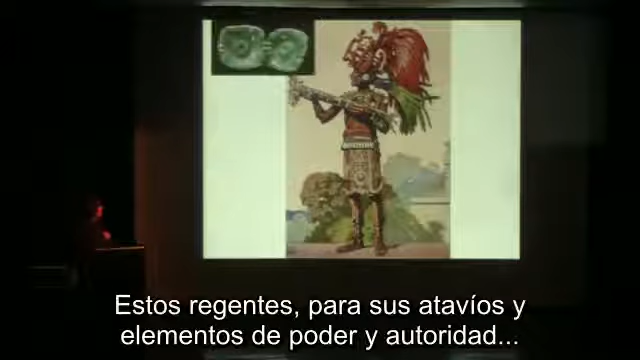 Estos regentes, para sus atavíos y
elementos de poder y autoridad...